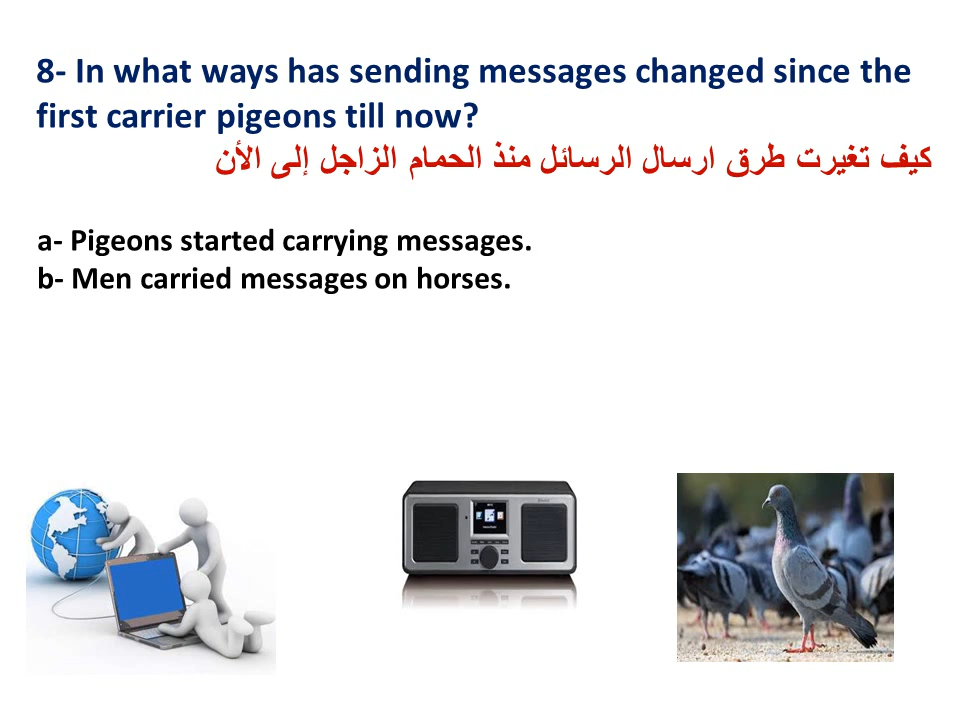 8- In what ways has sending messages changed since the
first carrier pigeons till now?
كيف تغيرت طرق ارسال الرسائل منذ الحمام الزاجل إلى الأن
a- Pigeons started carrying messages.
b- Men carried messages on horses.